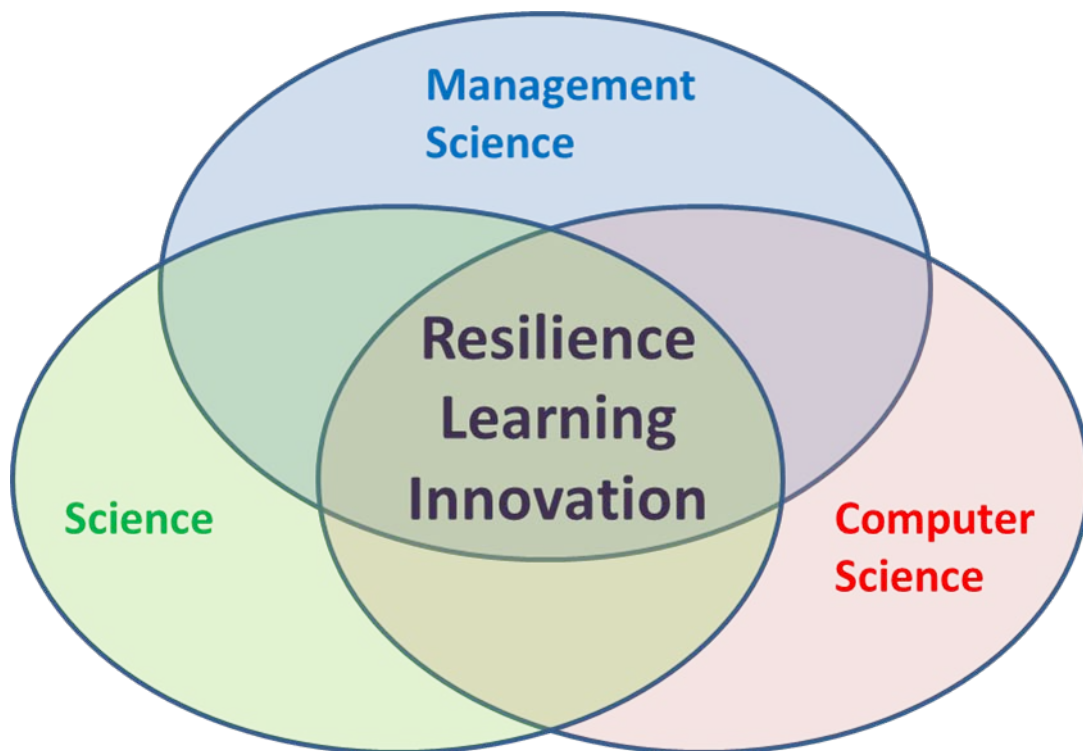 Management
Science
Resilience
Learning
Innovation
Science
Computer
Science